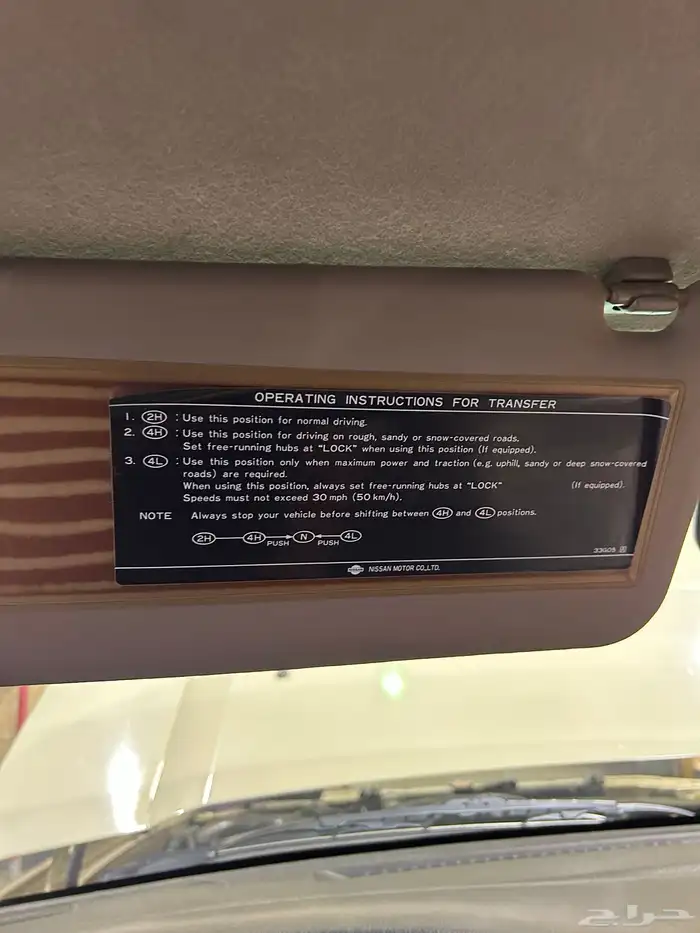 OPERATING INSTRUCTIONS FOR TRANSFER
1. 2H : Use this position for normal driving.
2. 4H : Use this position for driving on rough, sandy or snow-covered roads.
Set free-running hubs at “LOCK” when using this position (If equipped).
3. 4L : Use this position only when maximum power and traction (e.g. uphill, sandy or deep snow-covered
roads) are required.
When using this position, always set free-running hubs at “LOCK” (If equipped).
Speeds must not exceed 30 mph (50 km/h).
NOTE Always stop your vehicle before shifting between 4H and 4L positions.
2H 4H PUSH N PUSH 4L
33G05 A
NISSAN NISSAN MOTOR CO.,LTD.
حراج